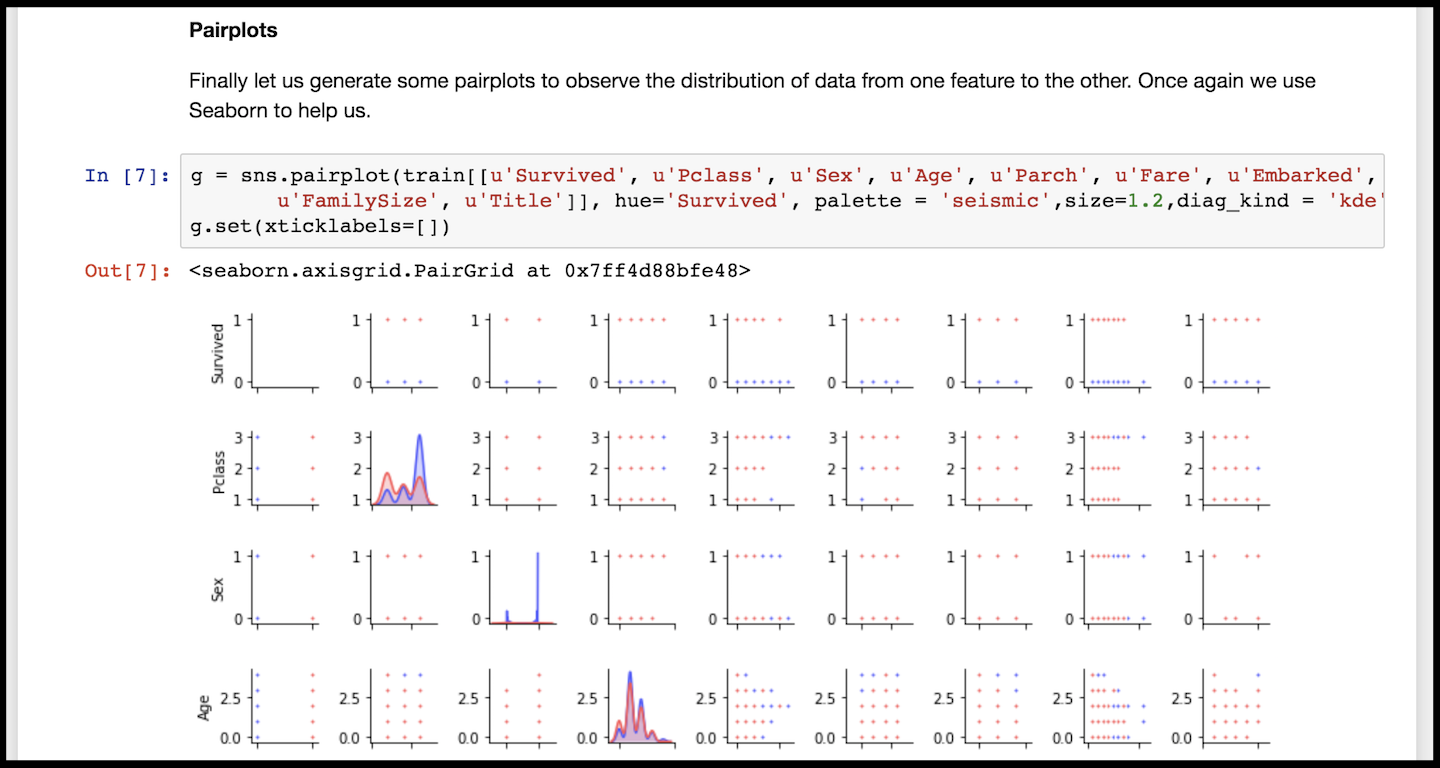 Pairplots
Finally let us generate some pairplots to observe the distribution of data from one feature to the other. Once again we use
Seaborn to help us.
In [7]: g = sns.pairplot(train[[u'Survived', u'Pclass', u'Sex', u'Age', u'Parch', u'Fare', u'Embarked',
u'FamilySize', u'Title']], hue='Survived', palette = 'seismic',size=1.2,diag_kind = 'kde'
g.set(xticklabels=[])
Out[7]: <seaborn.axisgrid.PairGrid at 0x7ff4d88bfe48>
Survived
1 1 1 1 1 1 1 1 1
0 0 0 0 0 0 0 0 0
Pclass
3 3 3 3 3 3 3 3 3
2 2 2 2 2 2 2 2 2
1 1 1 1 1 1 1 1 1
Sex
1 1 1 1 1 1 1 1 1
0 0 0 0 0 0 0 0 0
Age
2.5 2.5 2.5 2.5 2.5 2.5 2.5 2.5 2.5
0.0 0.0 0.0 0.0 0.0 0.0 0.0 0.0 0.0